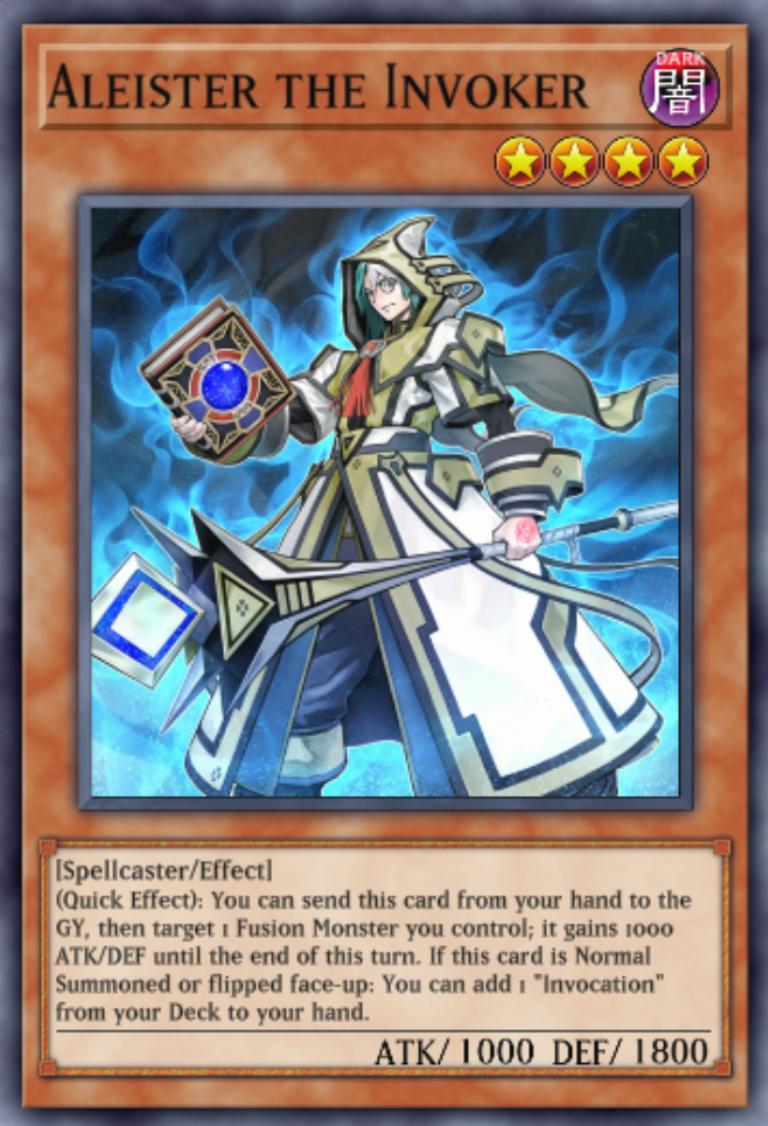 Aleister the Invoker
DARK
闇
[Spellcaster/Effect]
(Quick Effect): You can send this card from your hand to the
GY, then target 1 Fusion Monster you control; it gains 1000
ATK/DEF until the end of this turn. If this card is Normal
Summoned or flipped face-up: You can add 1 "Invocation"
from your Deck to your hand.
ATK/ 1000 DEF/ 1800